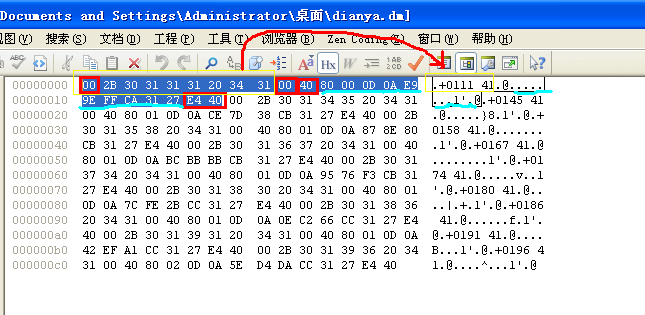 Documents and Settings\Administrator\桌面\dianya.dm]
视图(V) 搜索(S) 文档(D) 工程(P) 工具(T) 浏览器(B) Zen Coding(E) 窗口(W) 帮助(H)
A Hx W 1AB 2CD
00000000 00 2B 30 31 31 31 20 34 31 00 40 80 00 0D 0A E9 .+0111 41.@.....
00000010 9E FF CA 31 27 E4 40 00 2B 30 31 34 35 20 34 31 ...1'.@.+0145 41
00000020 00 40 80 01 0D 0A CE 7D 38 CB 31 27 E4 40 00 2B .@.....}8.1'.@.+
00000030 30 31 35 38 20 34 31 00 40 80 01 0D 0A 87 8E 80 0158 41.@.......
00000040 CB 31 27 E4 40 00 2B 30 31 36 37 20 34 31 00 40 .1'.@.+0167 41.@
00000050 80 01 0D 0A BC BB BB CB 31 27 E4 40 00 2B 30 31 ........1'.@.+01
00000060 37 34 20 34 31 00 40 80 01 0D 0A 95 76 F3 CB 31 74 41.@.....v..1
00000070 27 E4 40 00 2B 30 31 38 30 20 34 31 00 40 80 01 '.@.+0180 41.@..
00000080 0D 0A 7C FE 2B CC 31 27 E4 40 00 2B 30 31 38 36 ..|.+.1'.@.+0186
00000090 20 34 31 00 40 80 01 0D 0A 0E C2 66 CC 31 27 E4 41.@......f.1'.
000000a0 40 00 2B 30 31 39 31 20 34 31 00 40 80 01 0D 0A @.+0191 41.@....
000000b0 42 EF A1 CC 31 27 E4 40 00 2B 30 31 39 36 20 34 B...1'.@.+0196 4
000000c0 31 00 40 80 02 0D 0A 5E D4 DA CC 31 27 E4 40 1.@....^...1'.@